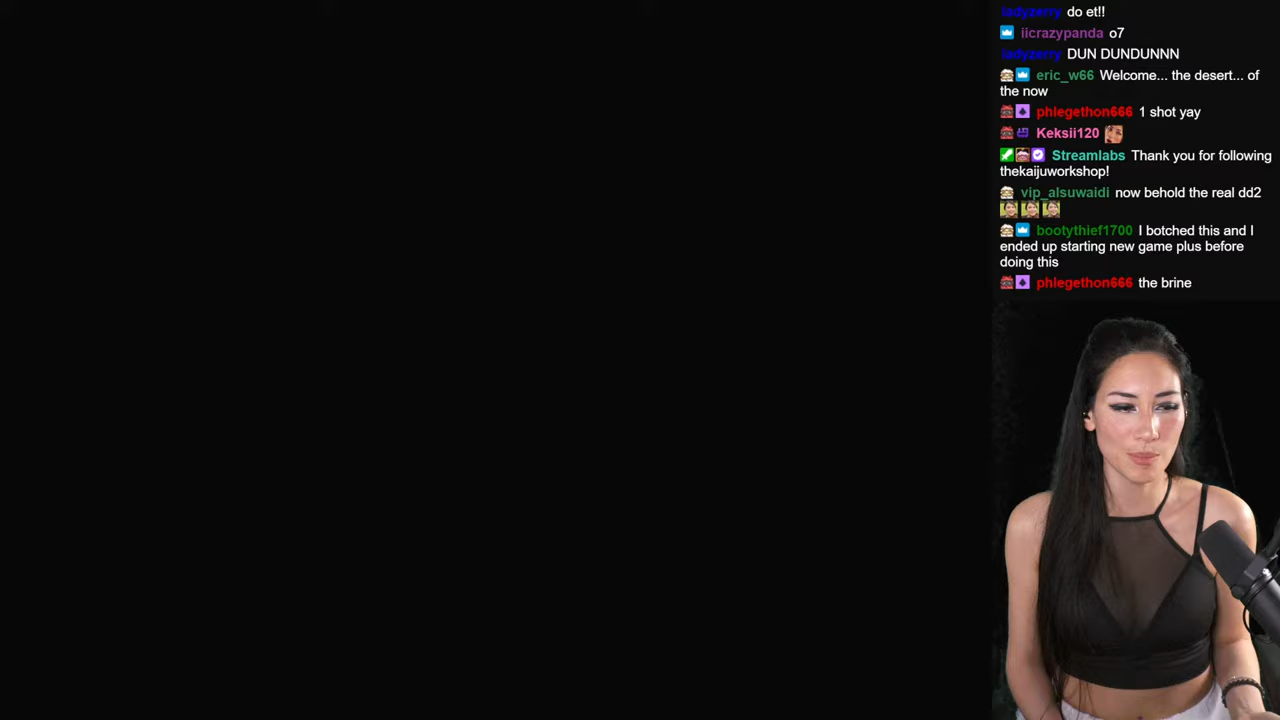 ladyzerry do et!!
iicrazypanda o7
ladyzerry DUN DUNDUNNN
eric_w66 Welcome... the desert... of
the now
phlegethon666 1 shot yay
Keksii120
Streamlabs Thank you for following
thekaijuworkshop!
vip_alsuwaidi now behold the real dd2
bootythief1700 I botched this and I
ended up starting new game plus before
doing this
phlegethon666 the brine